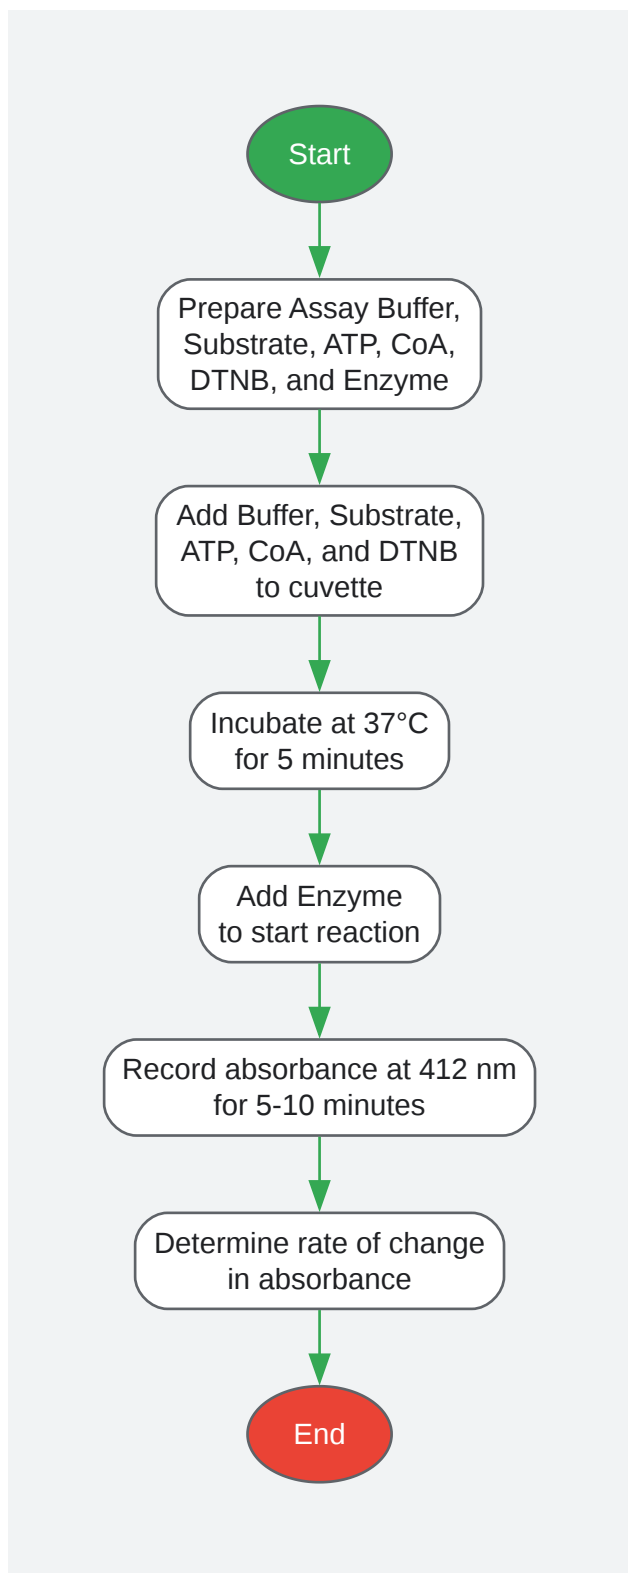 Start
Prepare Assay Buffer,
Substrate, ATP, CoA,
DTNB, and Enzyme
Add Buffer, Substrate,
ATP, CoA, and DTNB
to cuvette
Incubate at 37°C
for 5 minutes
Add Enzyme
to start reaction
Record absorbance at 412 nm
for 5-10 minutes
Determine rate of change
in absorbance
End